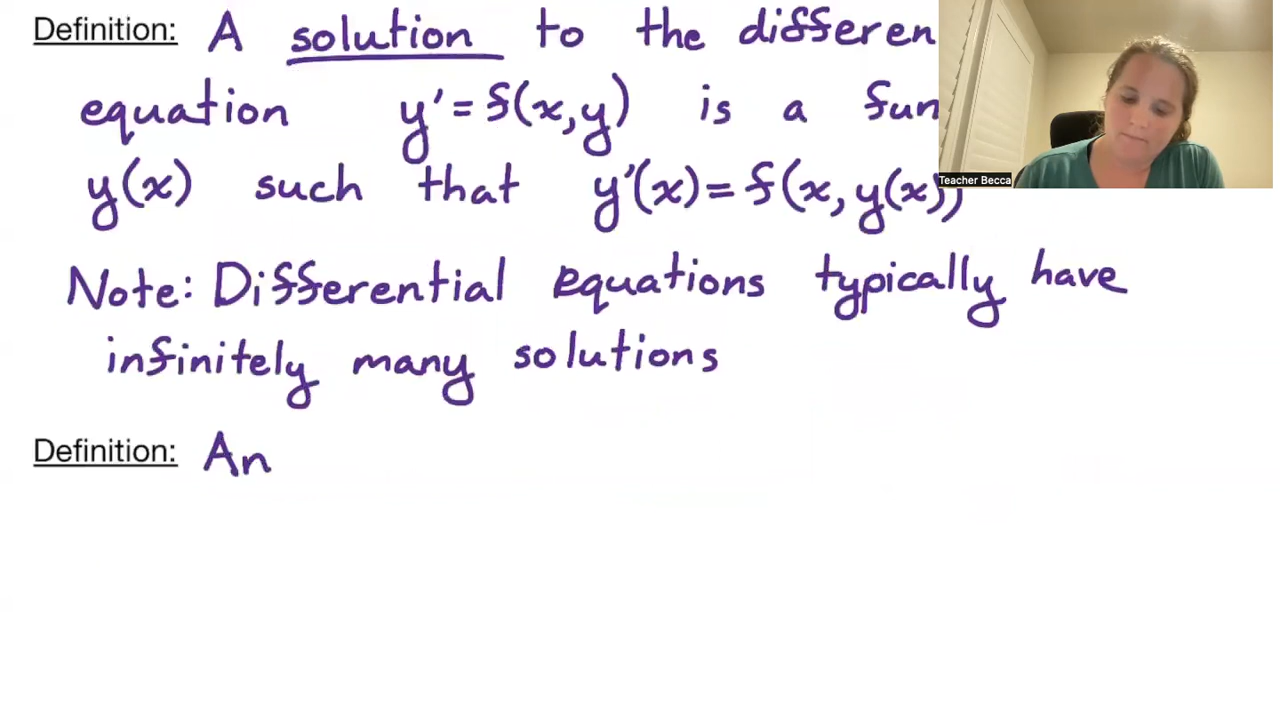 Definition: A solution to the differen
equation y' = f(x,y) is a fun
y(x) such that y'(x) = f(x, y(x))
Teacher Becca
Note: Differential equations typically have
infinitely many solutions
Definition: An